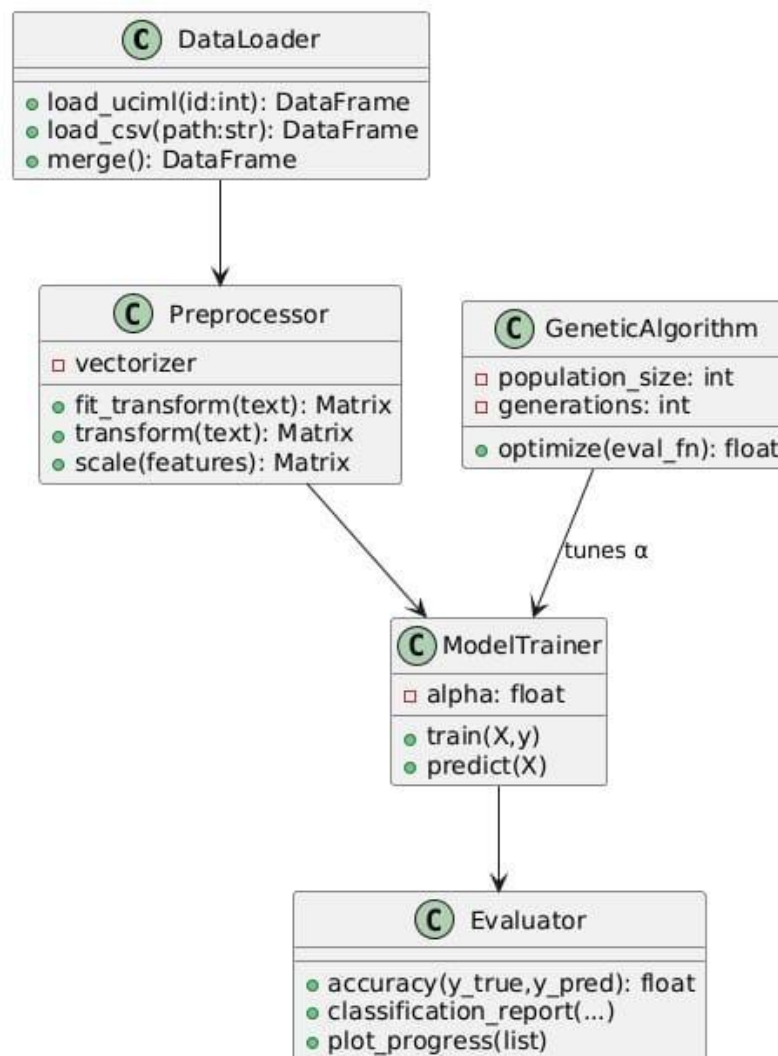 C DataLoader
load_uciml(id:int): DataFrame
load_csv(path:str): DataFrame
merge(): DataFrame
C Preprocessor
vectorizer
fit_transform(text): Matrix
transform(text): Matrix
scale(features): Matrix
C GeneticAlgorithm
population_size: int
generations: int
optimize(eval_fn): float
tunes α
C ModelTrainer
alpha: float
train(X,y)
predict(X)
C Evaluator
accuracy(y_true,y_pred): float
classification_report(...)
plot_progress(list)